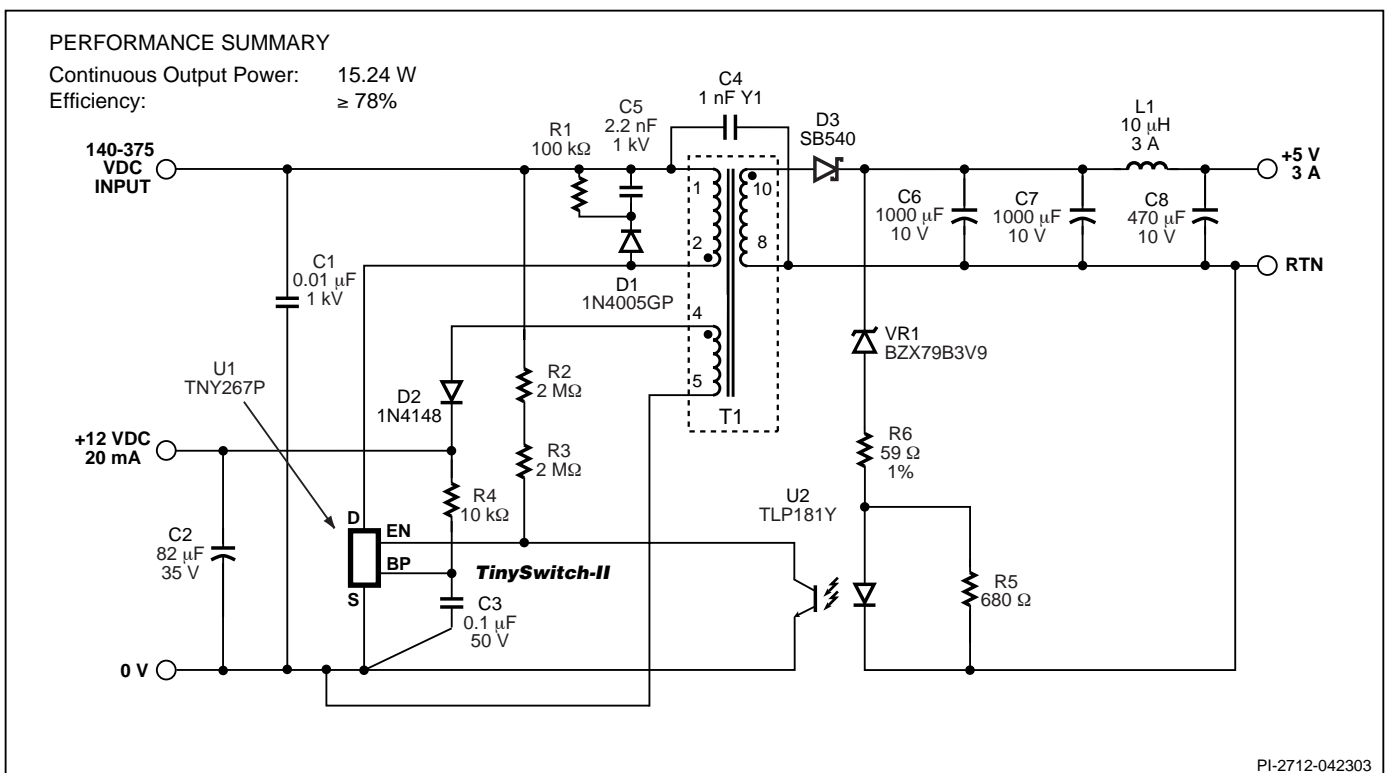 PERFORMANCE SUMMARY
Continuous Output Power: 15.24 W
Efficiency: ≥ 78%
C4
1 nF Y1
C5
2.2 nF
1 kV
R1
100 kΩ
D3
SB540
L1
10 µH
3 A
140-375
VDC
INPUT
+5 V
3 A
1
10
2
8
C6
1000 µF
10 V
C7
1000 µF
10 V
C8
470 µF
10 V
RTN
C1
0.01 µF
1 kV
D1
1N4005GP
4
5
T1
VR1
BZX79B3V9
U1
TNY267P
D2
1N4148
R2
2 MΩ
+12 VDC
20 mA
R3
2 MΩ
R6
59 Ω
1%
R4
10 kΩ
U2
TLP181Y
C2
82 µF
35 V
D
EN
BP
S
TinySwitch-II
C3
0.1 µF
50 V
R5
680 Ω
0 V
PI-2712-042303